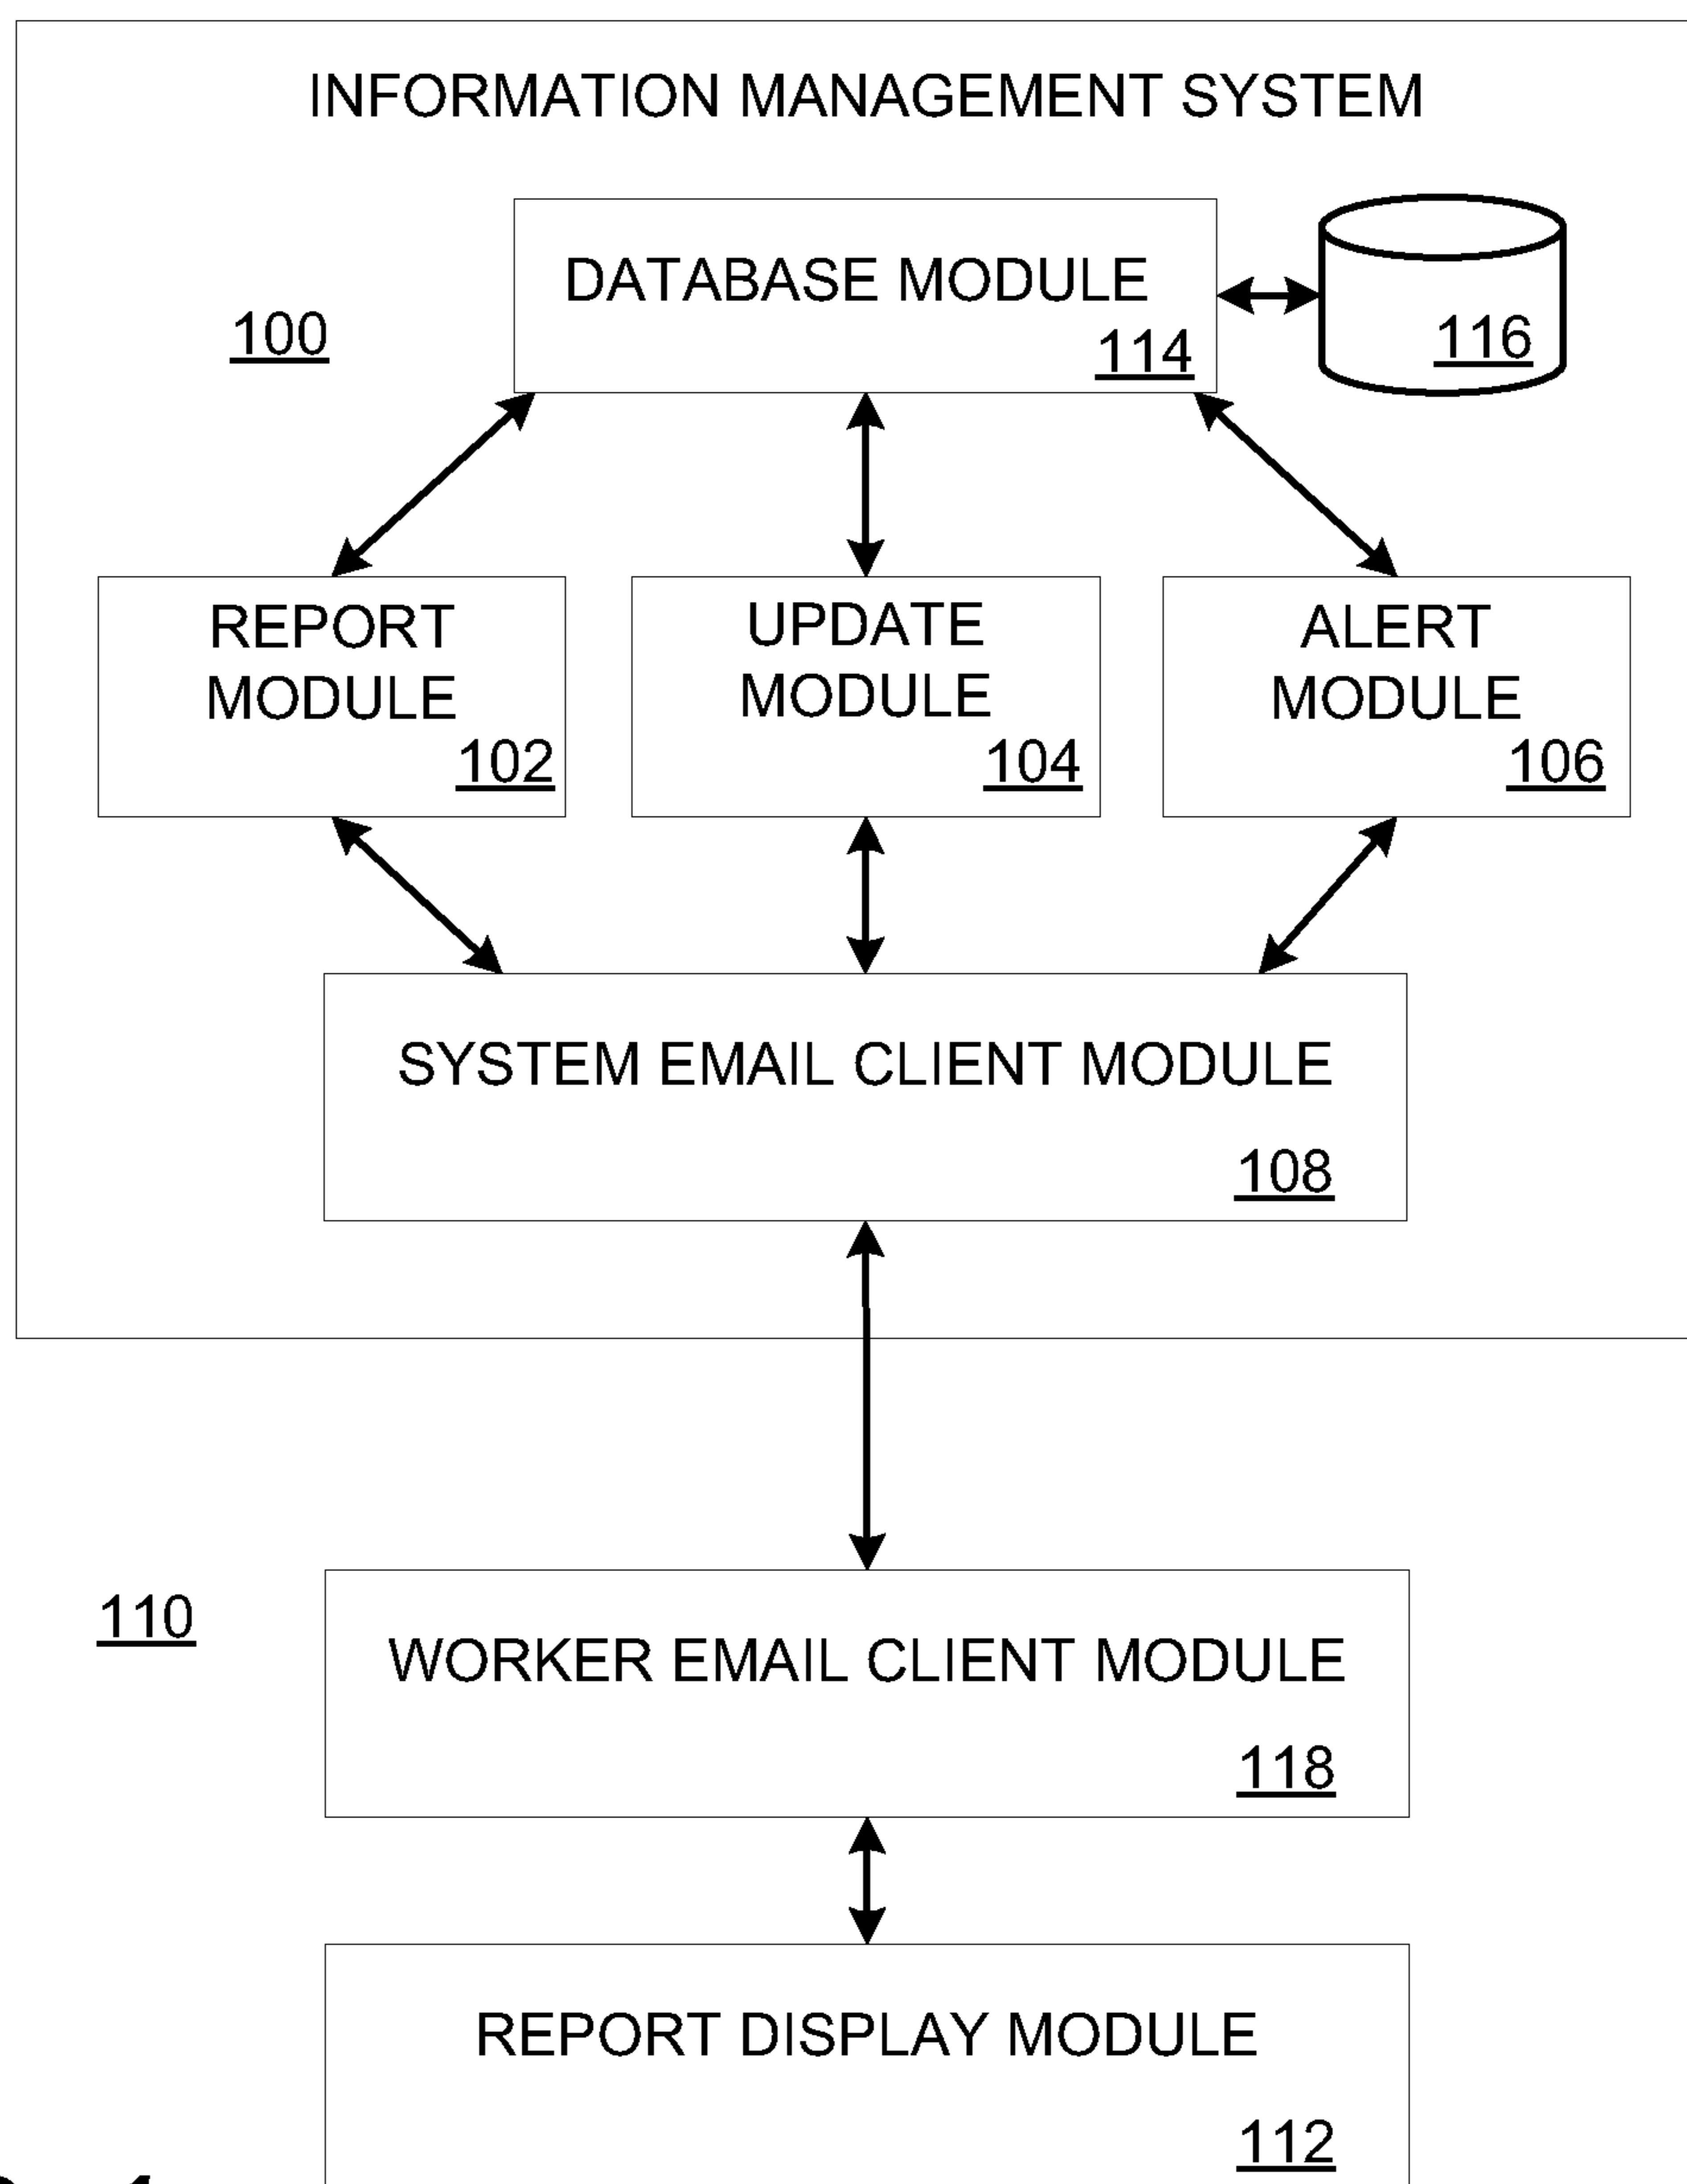 INFORMATION MANAGEMENT SYSTEM
DATABASE MODULE
114
116
100
REPORT
MODULE
102
UPDATE
MODULE
104
ALERT
MODULE
106
SYSTEM EMAIL CLIENT MODULE
108
110
WORKER EMAIL CLIENT MODULE
118
REPORT DISPLAY MODULE
112